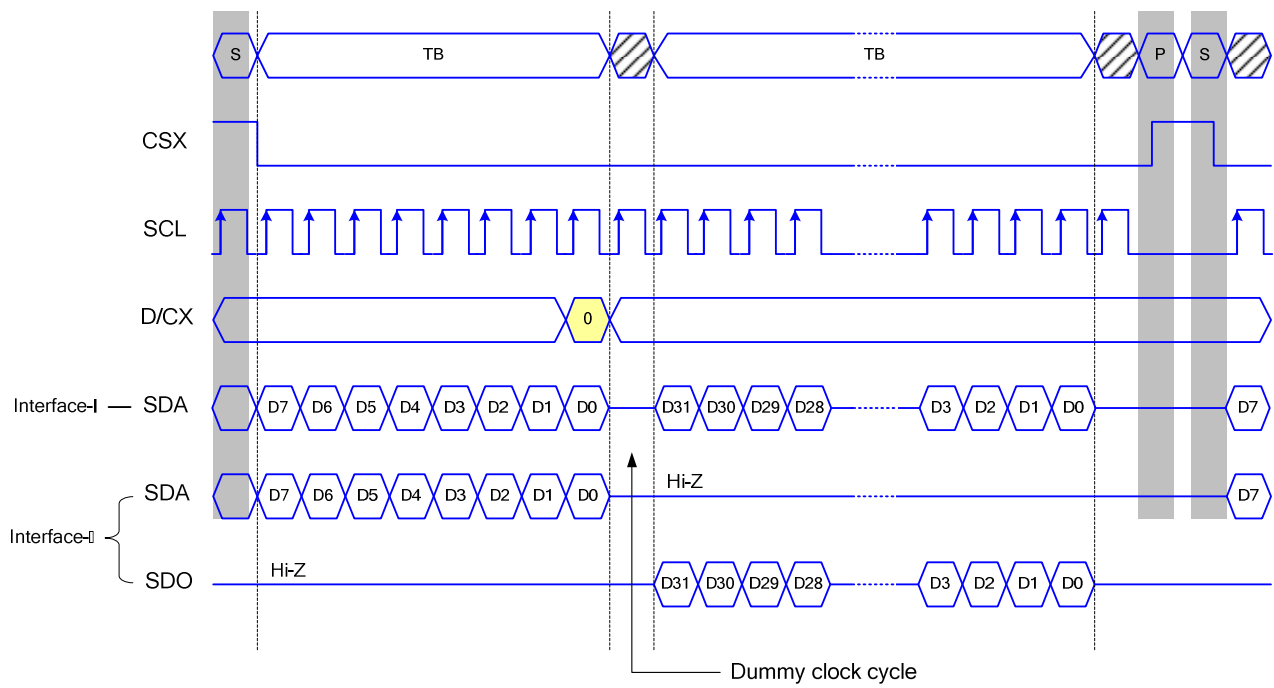 S TB TB P S
CSX
SCL
D/CX 0
Interface-I SDA D7 D6 D5 D4 D3 D2 D1 D0 D31 D30 D29 D28 D3 D2 D1 D0 D7
SDA D7 D6 D5 D4 D3 D2 D1 D0 Hi-Z D7
Interface-▯
SDO Hi-Z D31 D30 D29 D28 D3 D2 D1 D0
Dummy clock cycle